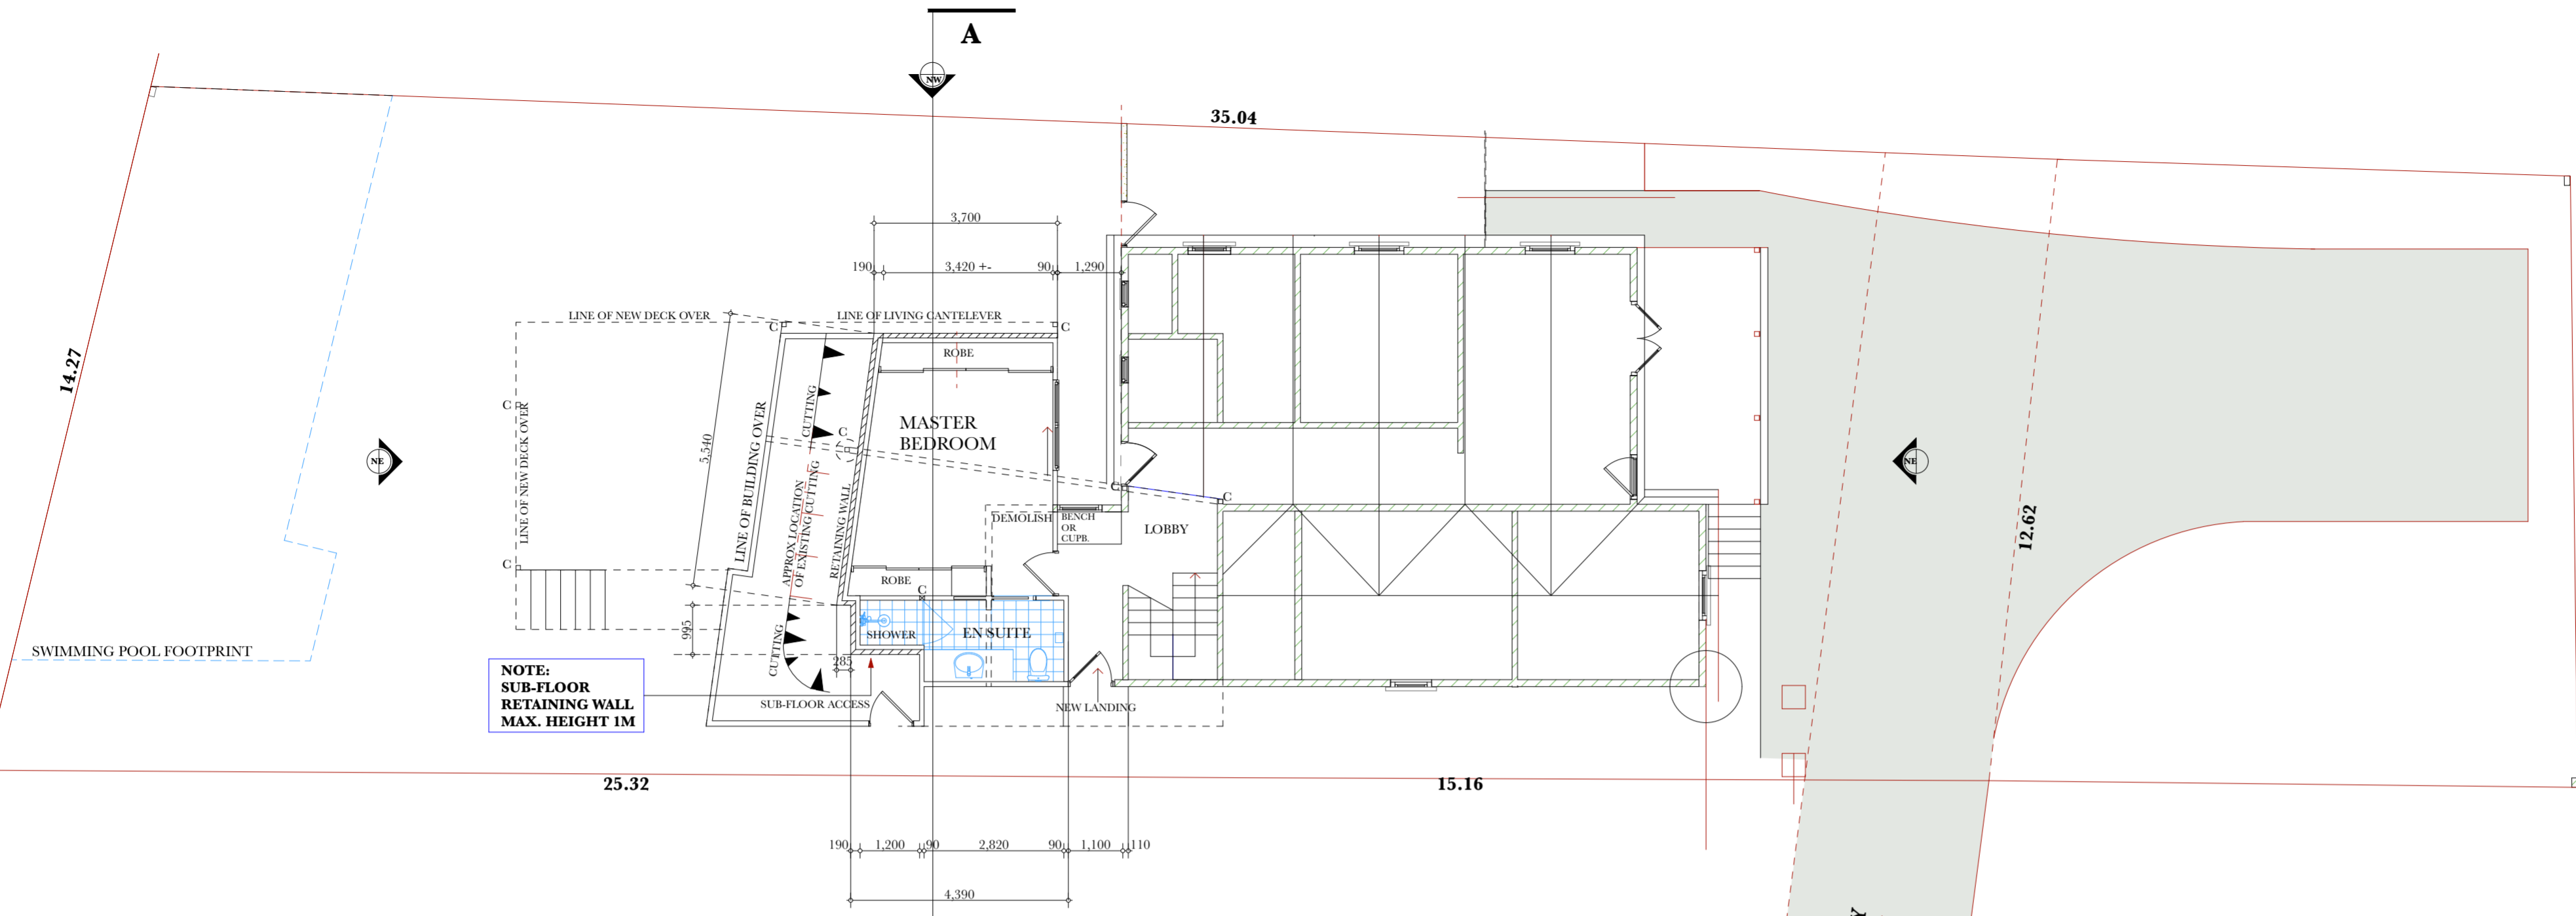 A
NW
35.04
3,700
190
3,420 +-
90
1,290
LINE OF NEW DECK OVER
LINE OF LIVING CANTELEVER
C
C
ROBE
14.27
C
LINE OF NEW DECK OVER
5,540
LINE OF BUILDING OVER
CUTTING
C
MASTER
BEDROOM
NE
NE
APPROX LOCATION
OF EXISTING CUTTING
RETAINING WALL
C
C
DEMOLISH
BENCH
OR
CUPB.
LOBBY
12.62
C
ROBE
C
995
CUTTING
SHOWER
EN SUITE
SWIMMING POOL FOOTPRINT
285
NOTE:
SUB-FLOOR
RETAINING WALL
MAX. HEIGHT 1M
SUB-FLOOR ACCESS
NEW LANDING
25.32
15.16
190
1,200
90
2,820
90
1,100
110
4,390